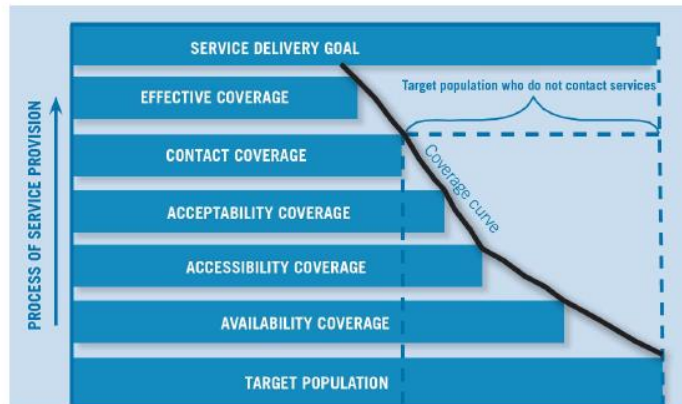 SERVICE DELIVERY GOAL
EFFECTIVE COVERAGE
Target population who do not contact services
CONTACT COVERAGE
Coverage curve
ACCEPTABILITY COVERAGE
ACCESSIBILITY COVERAGE
AVAILABILITY COVERAGE
TARGET POPULATION
PROCESS OF SERVICE PROVISION